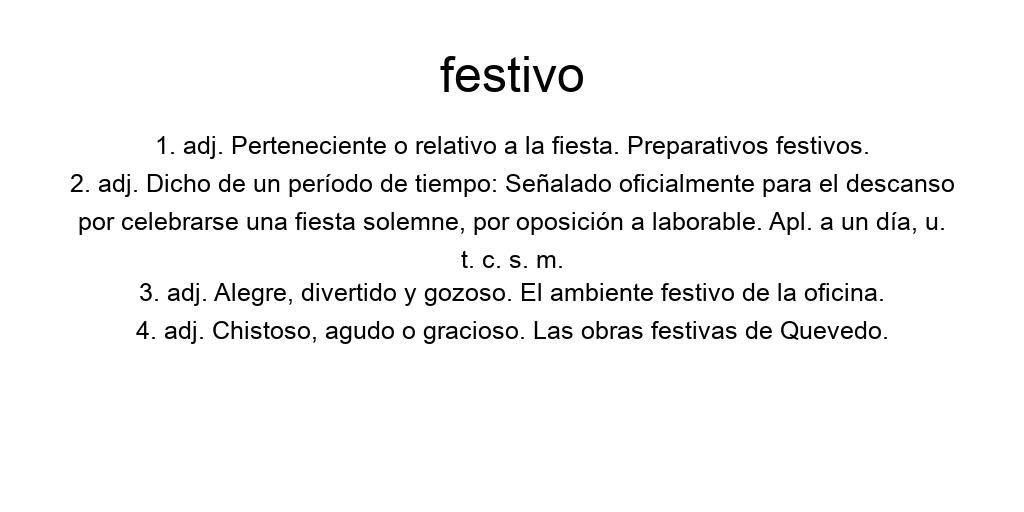 festivo
1. adj. Perteneciente o relativo a la fiesta. Preparativos festivos.
2. adj. Dicho de un período de tiempo: Señalado oficialmente para el descanso
por celebrarse una fiesta solemne, por oposición a laborable. Apl. a un día, u.
t. c. s. m.
3. adj. Alegre, divertido y gozoso. El ambiente festivo de la oficina.
4. adj. Chistoso, agudo o gracioso. Las obras festivas de Quevedo.